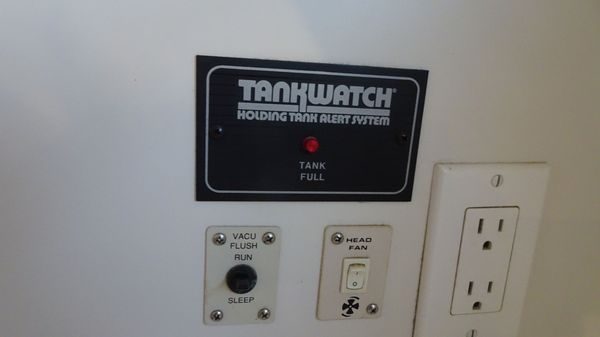 TANKWATCH®
HOLDING TANK ALERT SYSTEM
TANK
FULL
VACU
FLUSH
RUN
SLEEP
HEAD
FAN